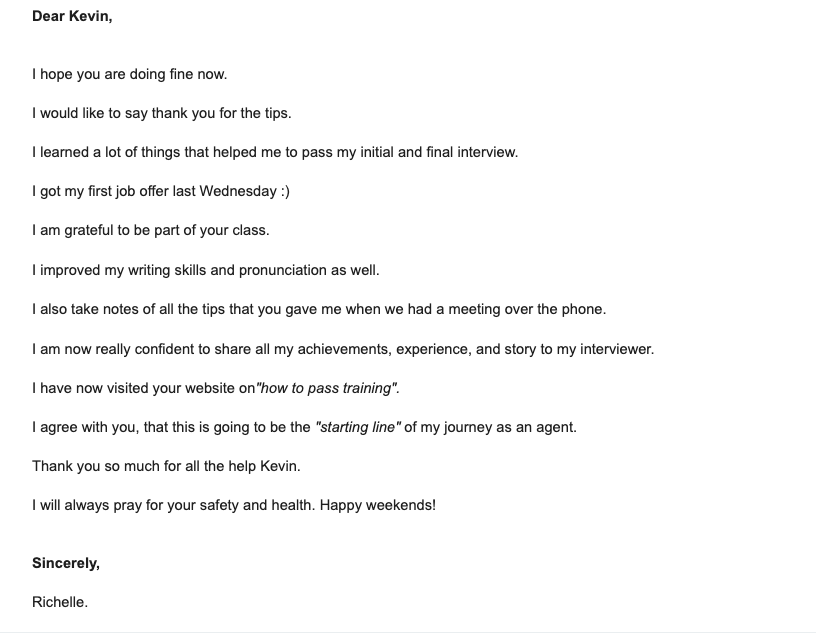 Dear Kevin,
I hope you are doing fine now.
I would like to say thank you for the tips.
I learned a lot of things that helped me to pass my initial and final interview.
I got my first job offer last Wednesday :)
I am grateful to be part of your class.
I improved my writing skills and pronunciation as well.
I also take notes of all the tips that you gave me when we had a meeting over the phone.
I am now really confident to share all my achievements, experience, and story to my interviewer.
I have now visited your website on"how to pass training".
I agree with you, that this is going to be the "starting line" of my journey as an agent.
Thank you so much for all the help Kevin.
I will always pray for your safety and health. Happy weekends!
Sincerely,
Richelle.